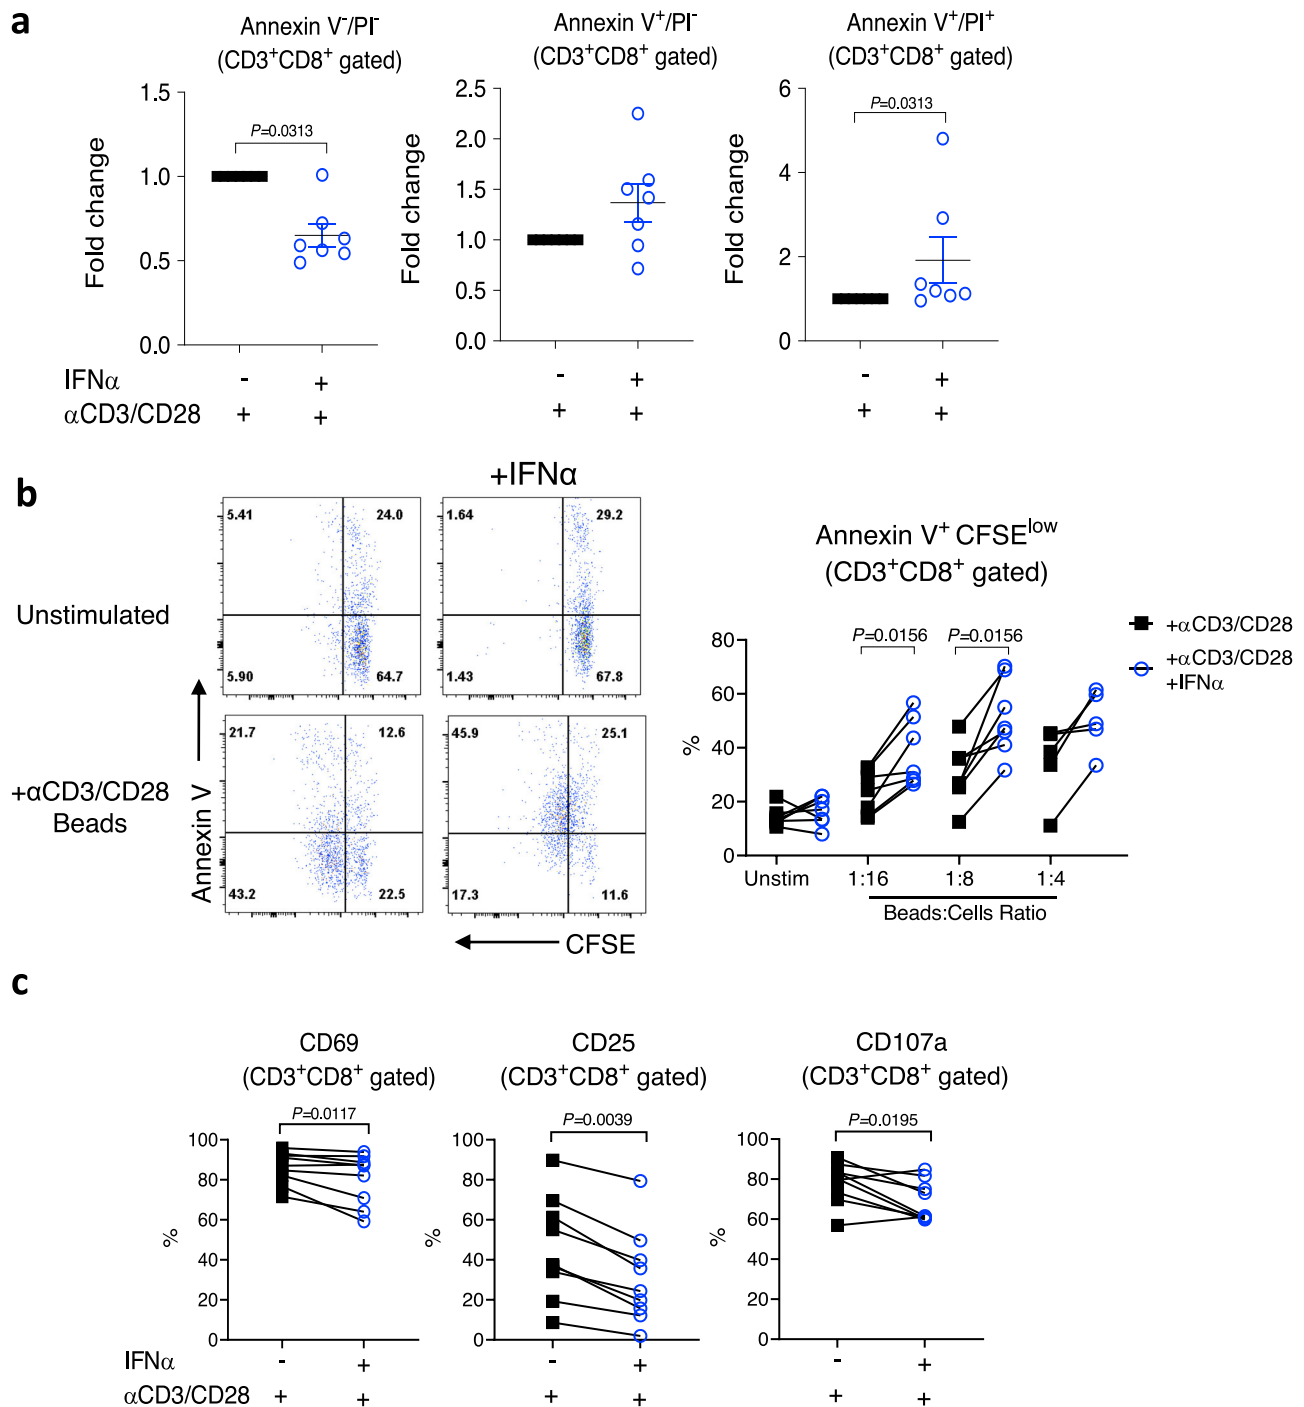 a
Annexin V⁻/PI⁻
(CD3⁺CD8⁺ gated)
Annexin V⁺/PI⁻
(CD3⁺CD8⁺ gated)
Annexin V⁺/PI⁺
(CD3⁺CD8⁺ gated)
Fold change
1.5
1.0
0.5
0.0
P=0.0313
Fold change
2.5
2.0
1.5
1.0
0.5
0.0
Fold change
6
4
2
0
P=0.0313
IFNα - + - + - +
αCD3/CD28 + + + + + +
b
+IFNα
Unstimulated
5.41 24.0
5.90 64.7
1.64 29.2
1.43 67.8
+αCD3/CD28
Beads
21.7 12.6
43.2 22.5
45.9 25.1
17.3 11.6
Annexin V
CFSE
Annexin V⁺ CFSE^low
(CD3⁺CD8⁺ gated)
%
80
60
40
20
0
P=0.0156 P=0.0156
Unstim 1:16 1:8 1:4
Beads:Cells Ratio
+αCD3/CD28
+αCD3/CD28
+IFNα
c
CD69
(CD3⁺CD8⁺ gated)
P=0.0117
%
100
80
60
40
20
0
CD25
(CD3⁺CD8⁺ gated)
P=0.0039
%
100
80
60
40
20
0
CD107a
(CD3⁺CD8⁺ gated)
P=0.0195
%
100
80
60
40
20
0
IFNα - + - + - +
αCD3/CD28 + + + + + +